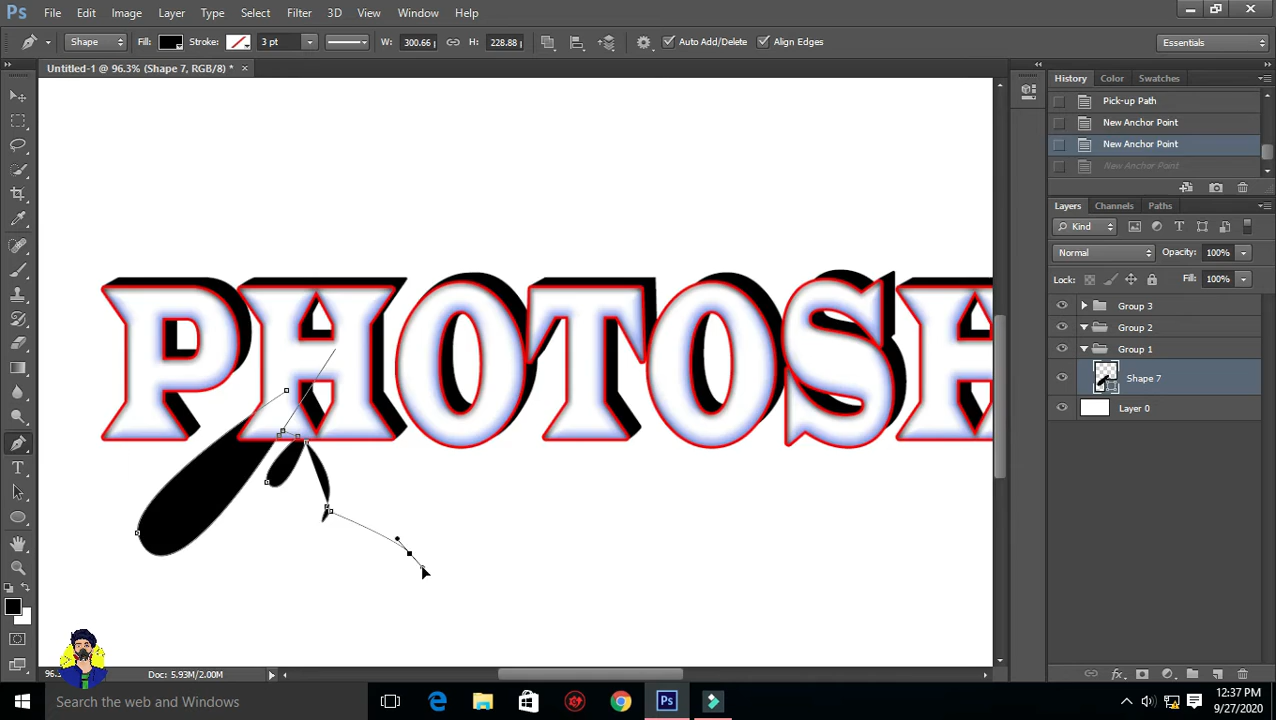 Ps File Edit Image Layer Type Select Filter 3D View Window Help
Shape Fill: Stroke: 3 pt W: 300.66 H: 228.88 Auto Add/Delete Align Edges Essentials
Untitled-1 @ 96.3% (Shape 7, RGB/8) * ×
History Color Swatches
Pick-up Path
New Anchor Point
New Anchor Point
New Anchor Point
Layers Channels Paths
Kind
Normal Opacity: 100%
Lock: Fill: 100%
Group 3
Group 2
Group 1
Shape 7
Layer 0
PHOTOSH
Doc: 5.93M/2.00M
Search the web and Windows
12:37 PM
9/27/2020